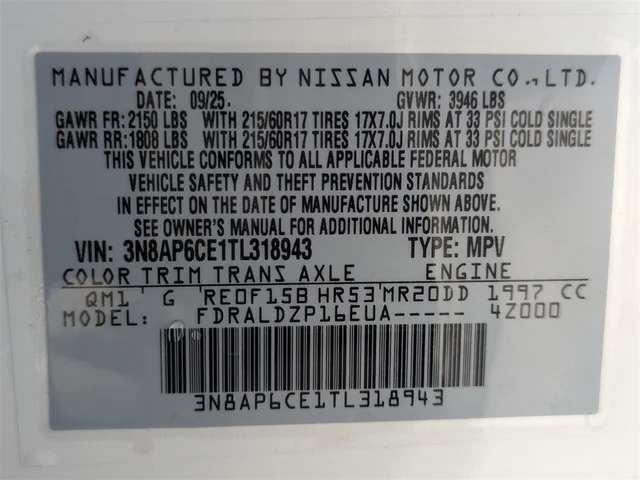 MANUFACTURED BY NISSAN MOTOR CO., LTD.
DATE: 09/25. GVWR: 3946 LBS
GAWR FR: 2150 LBS WITH 215/60R17 TIRES 17X7.0J RIMS AT 33 PSI COLD SINGLE
GAWR RR: 1808 LBS WITH 215/60R17 TIRES 17X7.0J RIMS AT 33 PSI COLD SINGLE
THIS VEHICLE CONFORMS TO ALL APPLICABLE FEDERAL MOTOR
VEHICLE SAFETY AND THEFT PREVENTION STANDARDS
IN EFFECT ON THE DATE OF MANUFACTURE SHOWN ABOVE.
SEE OWNER'S MANUAL FOR ADDITIONAL INFORMATION.
VIN: 3N8AP6CE1TL318943 TYPE: MPV
COLOR TRIM TRANS AXLE ENGINE
QM1 G RE0F15B HR53 MR20DD 1997 CC
MODEL: FDRALDZP16EUA----- 4Z000
3N8AP6CE1TL318943